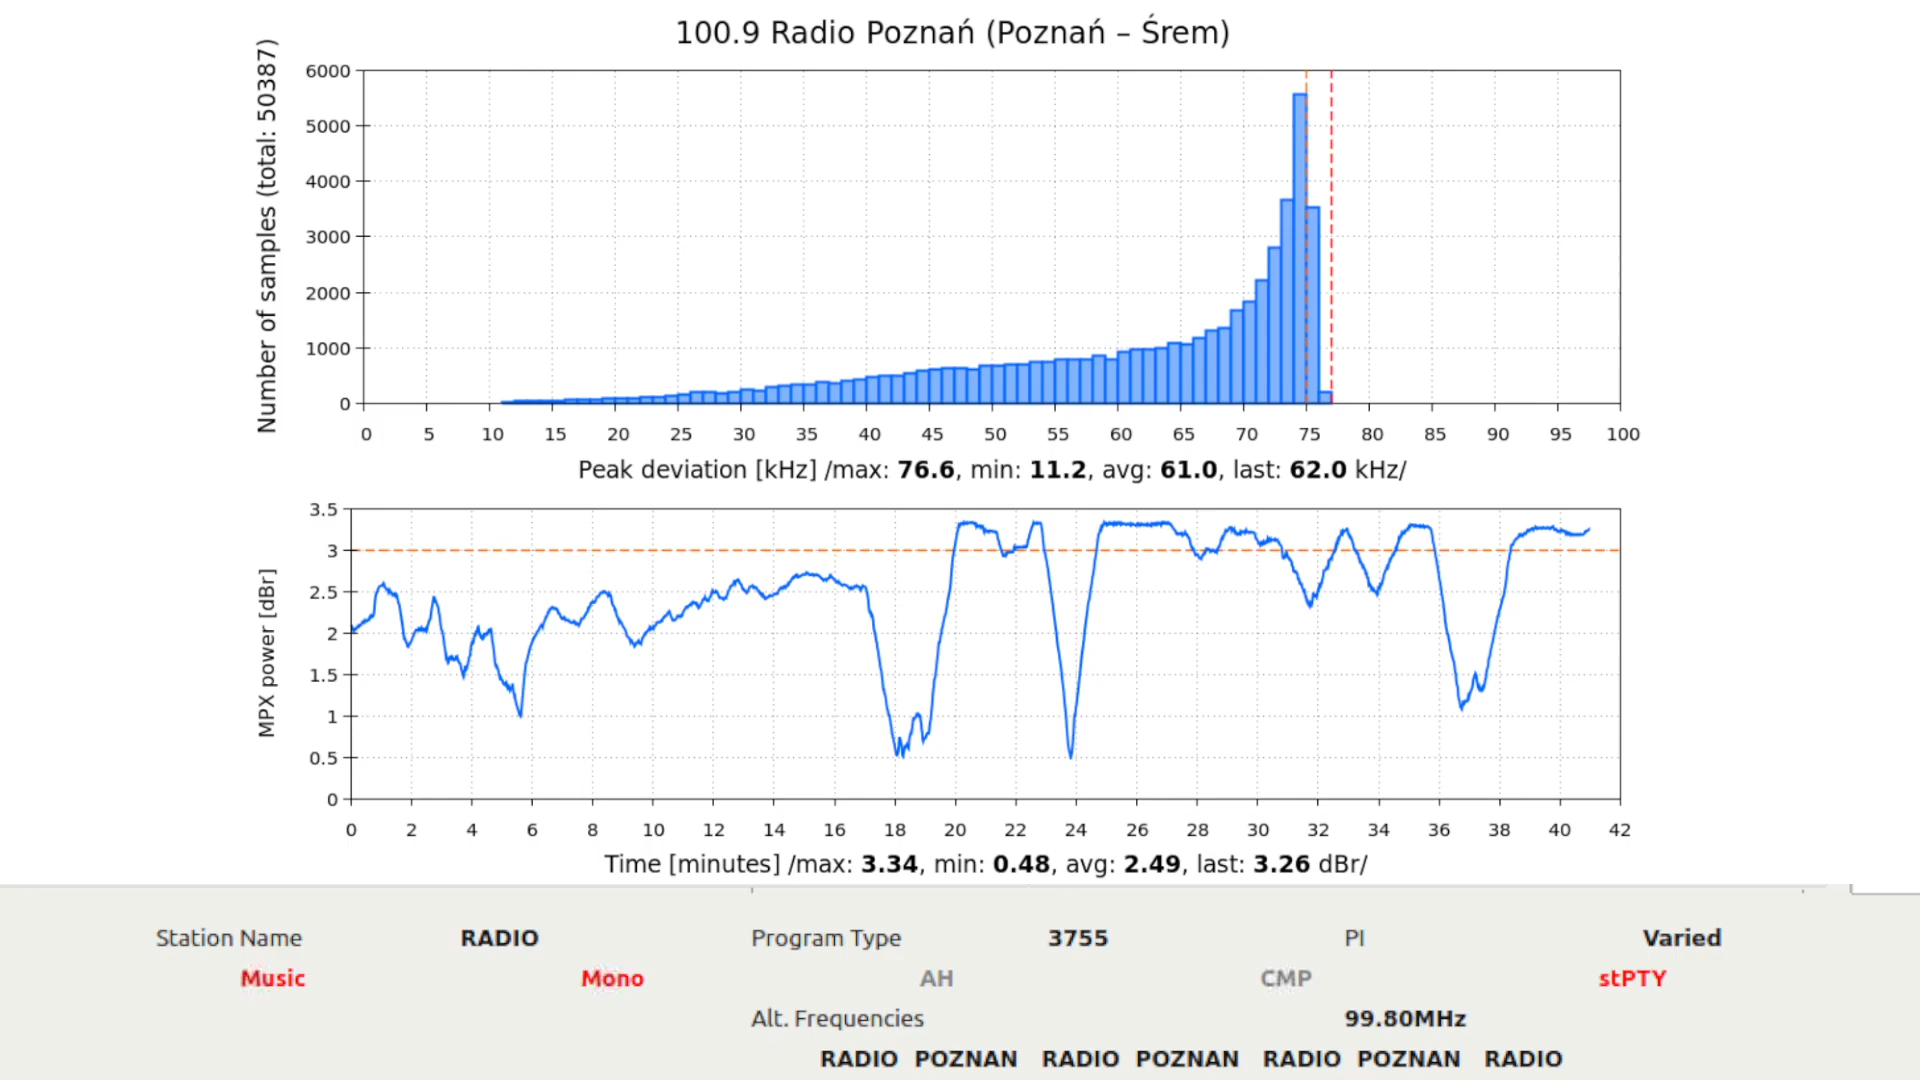 100.9 Radio Poznań (Poznań – Śrem)
Number of samples (total: 50387)
6000
5000
4000
3000
2000
1000
0
0 5 10 15 20 25 30 35 40 45 50 55 60 65 70 75 80 85 90 95 100
Peak deviation [kHz] /max: 76.6, min: 11.2, avg: 61.0, last: 62.0 kHz/
MPX power [dBr]
3.5
3
2.5
2
1.5
1
0.5
0
0 2 4 6 8 10 12 14 16 18 20 22 24 26 28 30 32 34 36 38 40 42
Time [minutes] /max: 3.34, min: 0.48, avg: 2.49, last: 3.26 dBr/
Station Name RADIO Program Type 3755 PI Varied
Music Mono AH CMP stPTY
Alt. Frequencies 99.80MHz
RADIO POZNAN RADIO POZNAN RADIO POZNAN RADIO